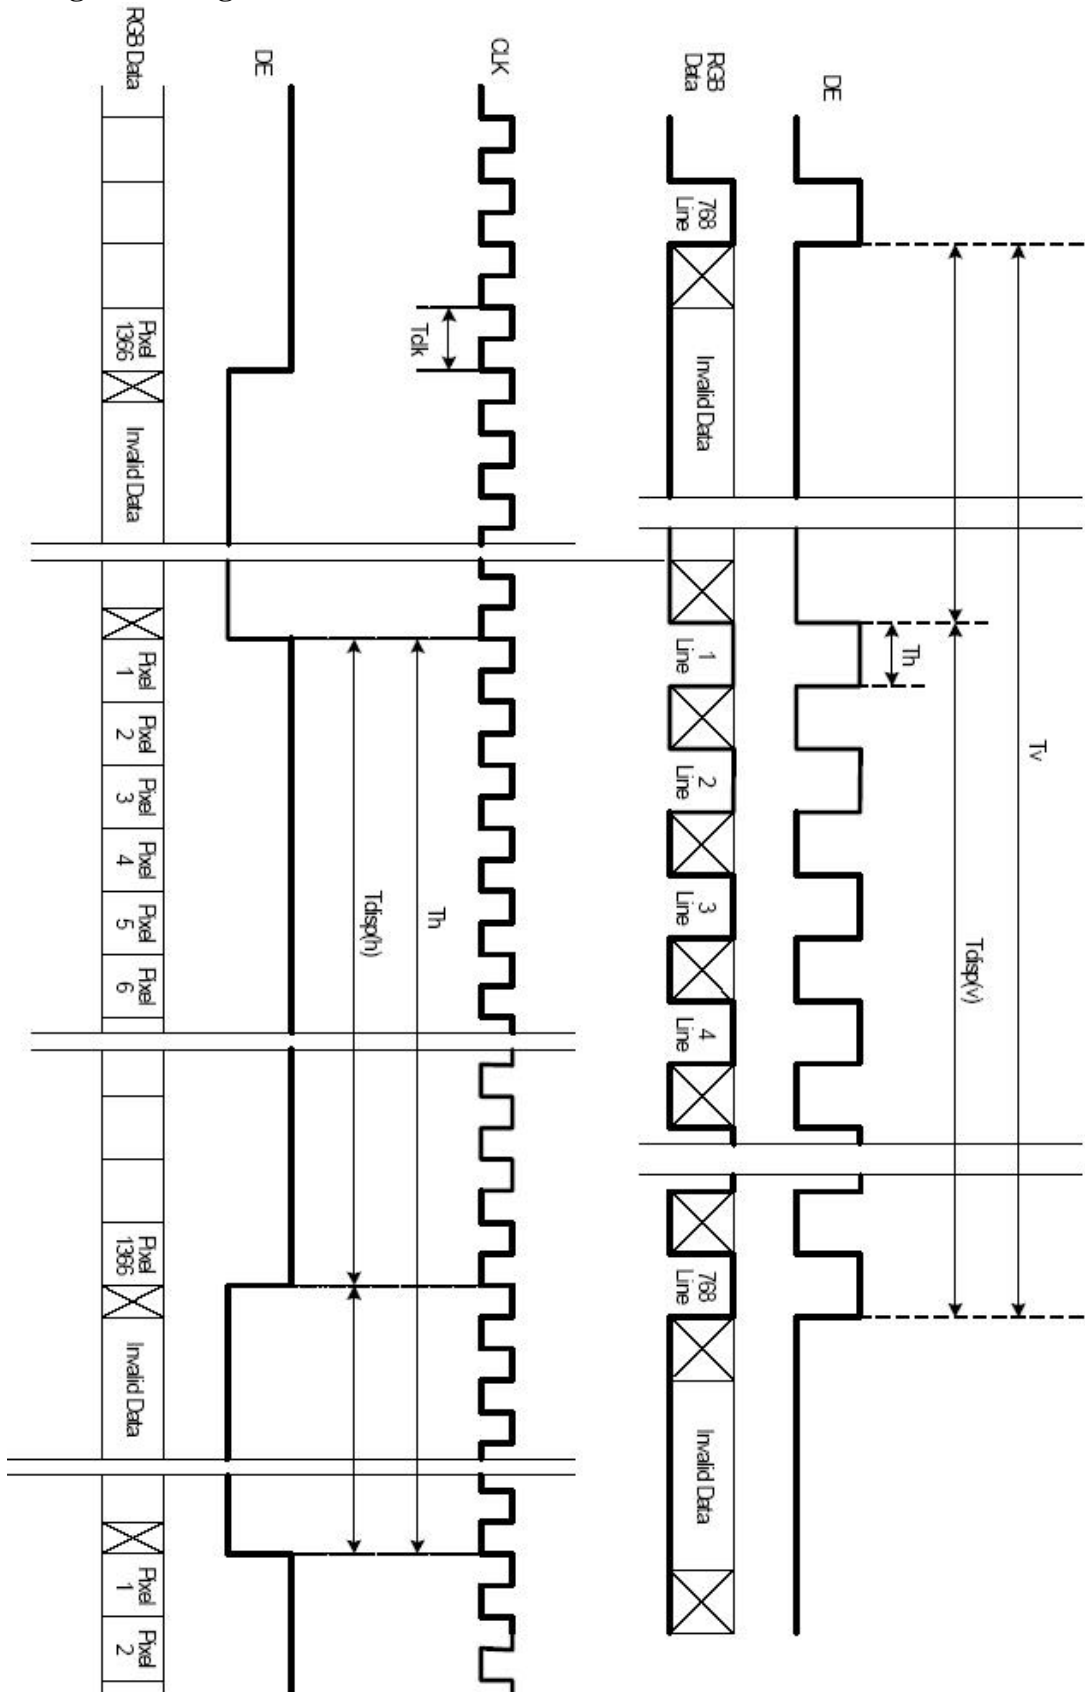 Tv
Tdisp(v)
Th
DE
RGB
Data
768
Line
Invalid Data
1
Line
2
Line
3
Line
4
Line
768
Line
Invalid Data
CLK
Tclk
Th
Tdisp(h)
DE
RGB Data
Pixel
1366
Invalid Data
Pixel
1
Pixel
2
Pixel
3
Pixel
4
Pixel
5
Pixel
6
Pixel
1366
Invalid Data
Pixel
1
Pixel
2